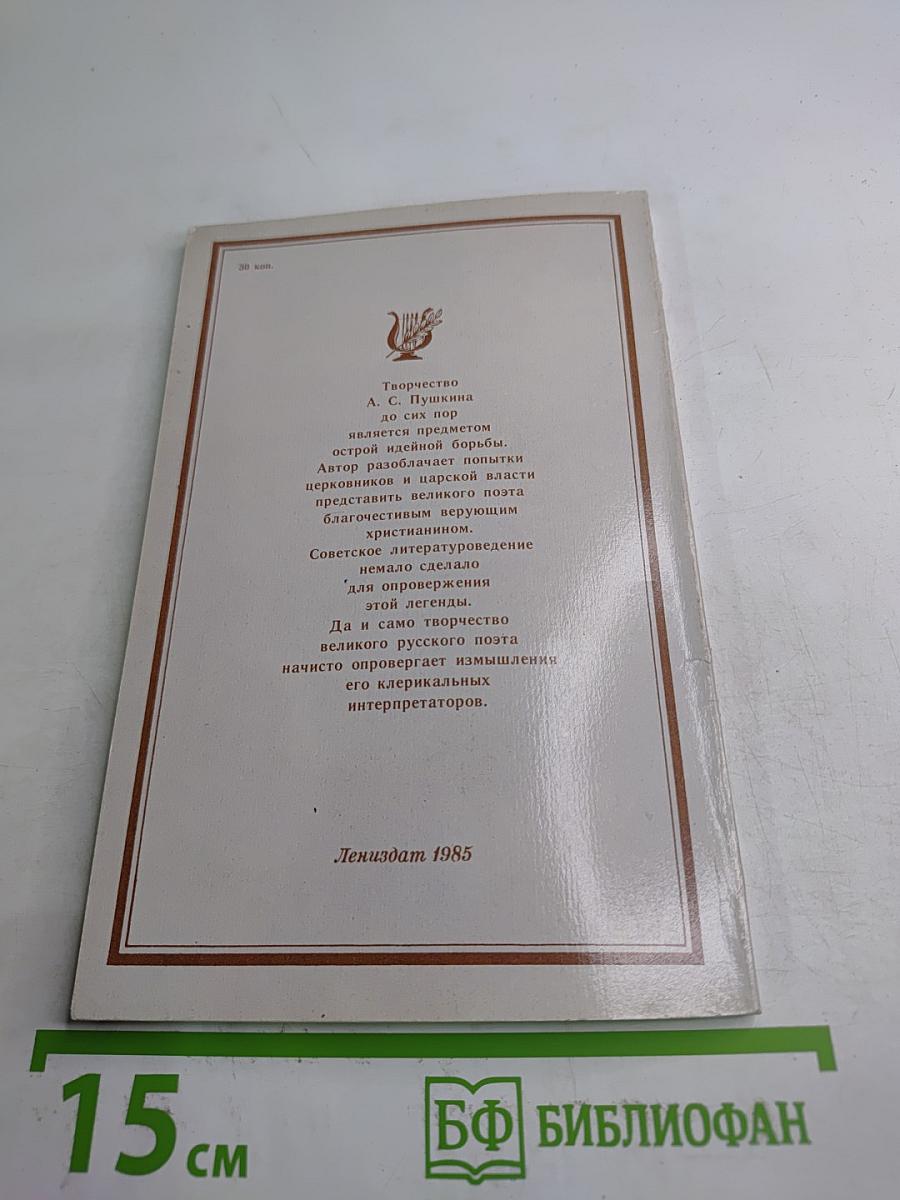 30 коп.
Творчество
А. С. Пушкина
до сих пор
является предметом
острой идейной борьбы.
Автор разоблачает попытки
церковников и царской власти
представить великого поэта
благочестивым верующим
христианином.
Советское литературоведение
немало сделало
для опровержения
этой легенды.
Да и само творчество
великого русского поэта
начисто опровергает измышления
его клерикальных
интерпретаторов.
Лениздат 1985
15 см
БФ БИБЛИОФАН